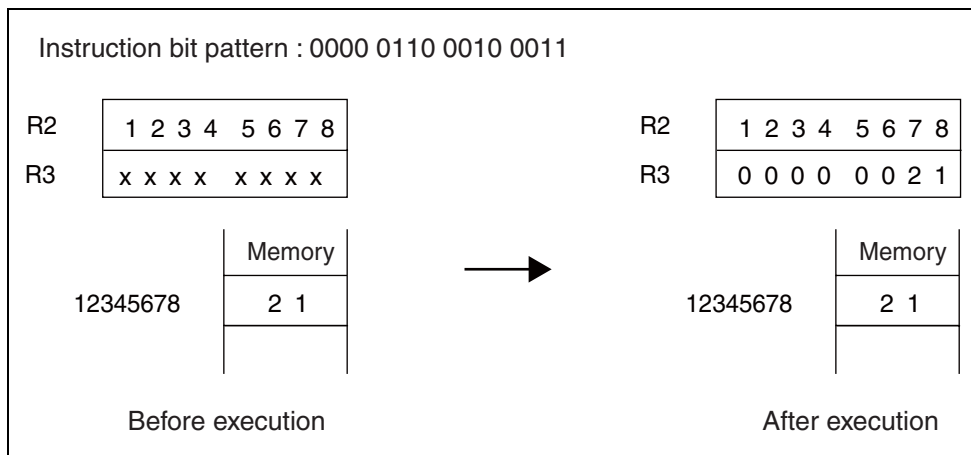 Instruction bit pattern : 0000 0110 0010 0011
R2 1 2 3 4 5 6 7 8 R2 1 2 3 4 5 6 7 8
R3 x x x x x x x x R3 0 0 0 0 0 0 2 1
Memory Memory
12345678 2 1 12345678 2 1
Before execution After execution